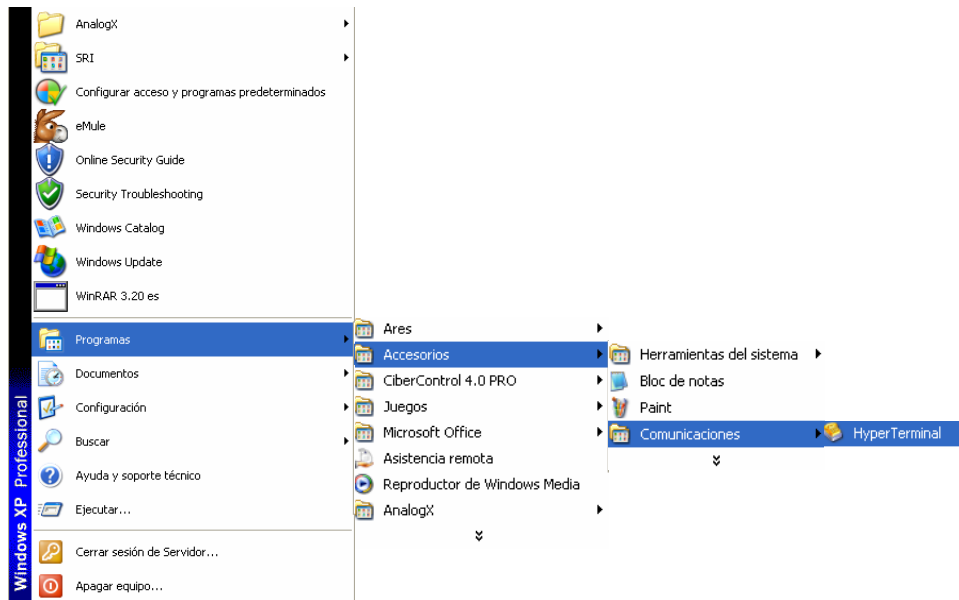 AnalogX
SRI
Configurar acceso y programas predeterminados
eMule
Online Security Guide
Security Troubleshooting
Windows Catalog
Windows Update
WinRAR 3.20 es
Programas
Documentos
Configuración
Buscar
Ayuda y soporte técnico
Ejecutar...
Cerrar sesión de Servidor...
Apagar equipo...
Windows XP Professional
Ares
Accesorios
CiberControl 4.0 PRO
Juegos
Microsoft Office
Asistencia remota
Reproductor de Windows Media
AnalogX
Herramientas del sistema
Bloc de notas
Paint
Comunicaciones
HyperTerminal